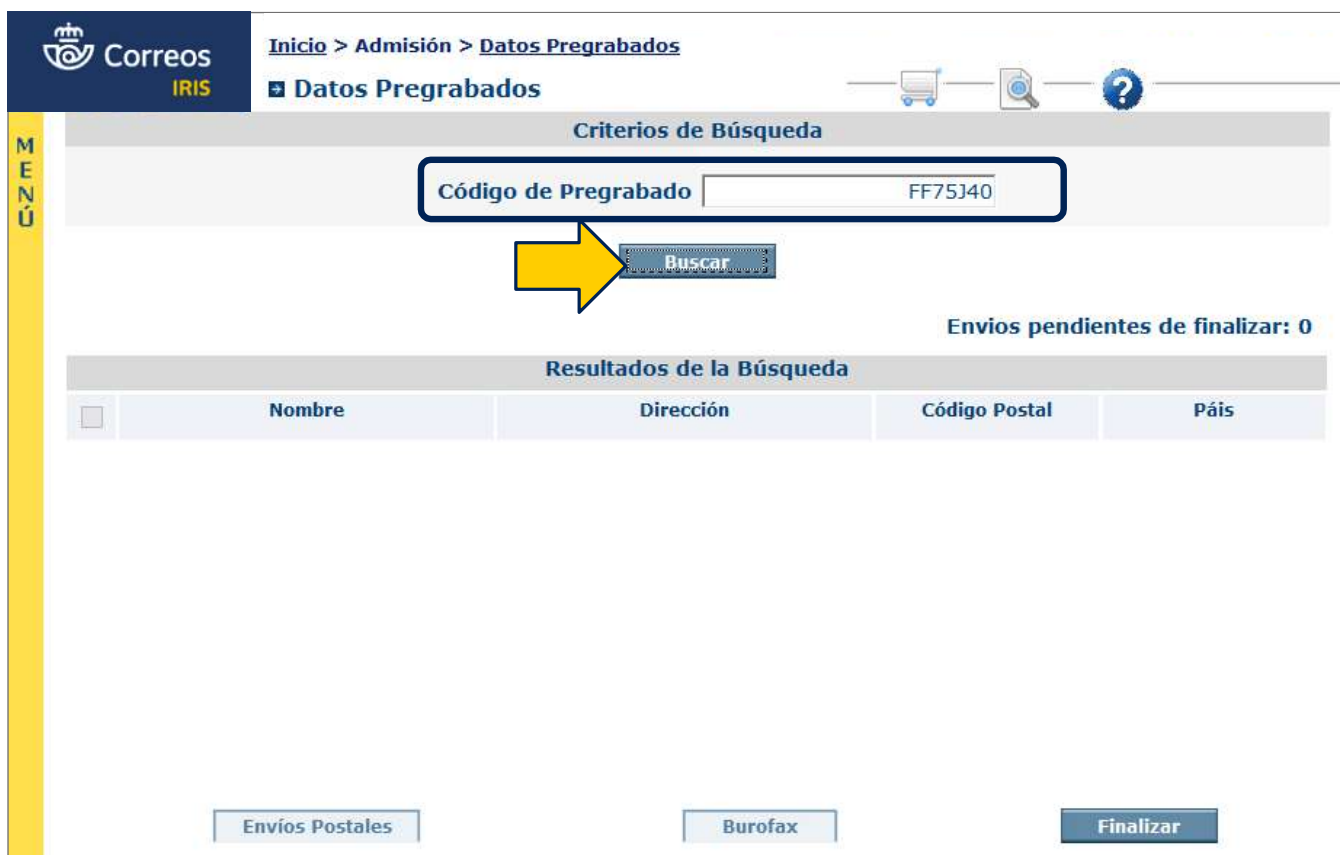 Correos
IRIS
Inicio > Admisión > Datos Pregrabados
Datos Pregrabados
?
MENÚ
Criterios de Búsqueda
Código de Pregrabado FF75J40
Buscar
Envios pendientes de finalizar: 0
Resultados de la Búsqueda
Nombre Dirección Código Postal Páis
Envíos Postales Burofax Finalizar